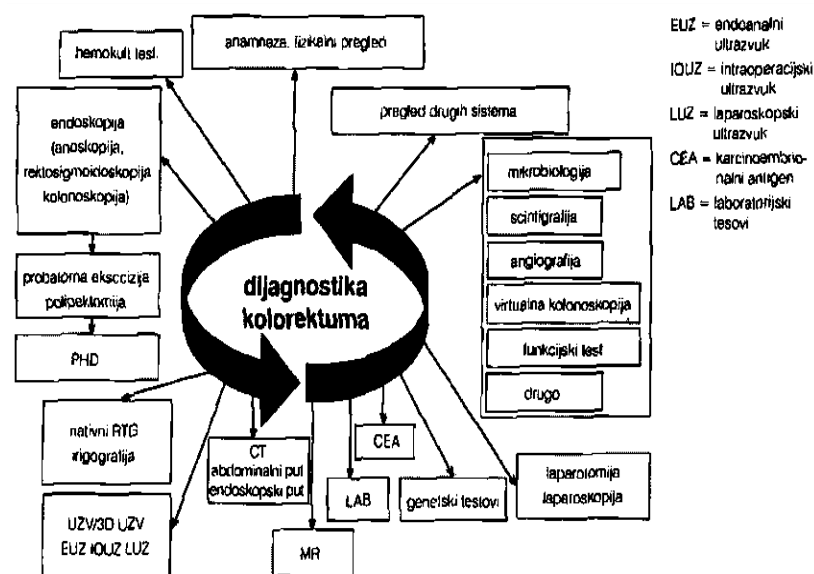 hemokult test.
anamneza, fizikalni pregled
endoskopija
(anoskopija,
rektosigmoidoskopija
kolonoskopija)
pregled drugih sistema
mikrobiologija
scintigrafija
angiografija
virtualna kolonoskopija
funkcijski test
drugo
probatorna ekscizija
polipektomija
PHD
dijagnostika
kolorektuma
nativni RTG
irigografija
UZV/3D UZV
EUZ IOUZ LUZ
CT
abdominalni put
endoskopski put
MR
LAB
CEA
genetski testovi
laparotomija
laparoskopija
EUZ = endoanalni
ultrazvuk
IOUZ = intraoperacijski
ultrazvuk
LUZ = laparoskopski
ultrazvuk
CEA = karcinoembrio-
nalni antigen
LAB = laboratorijski
tesovi